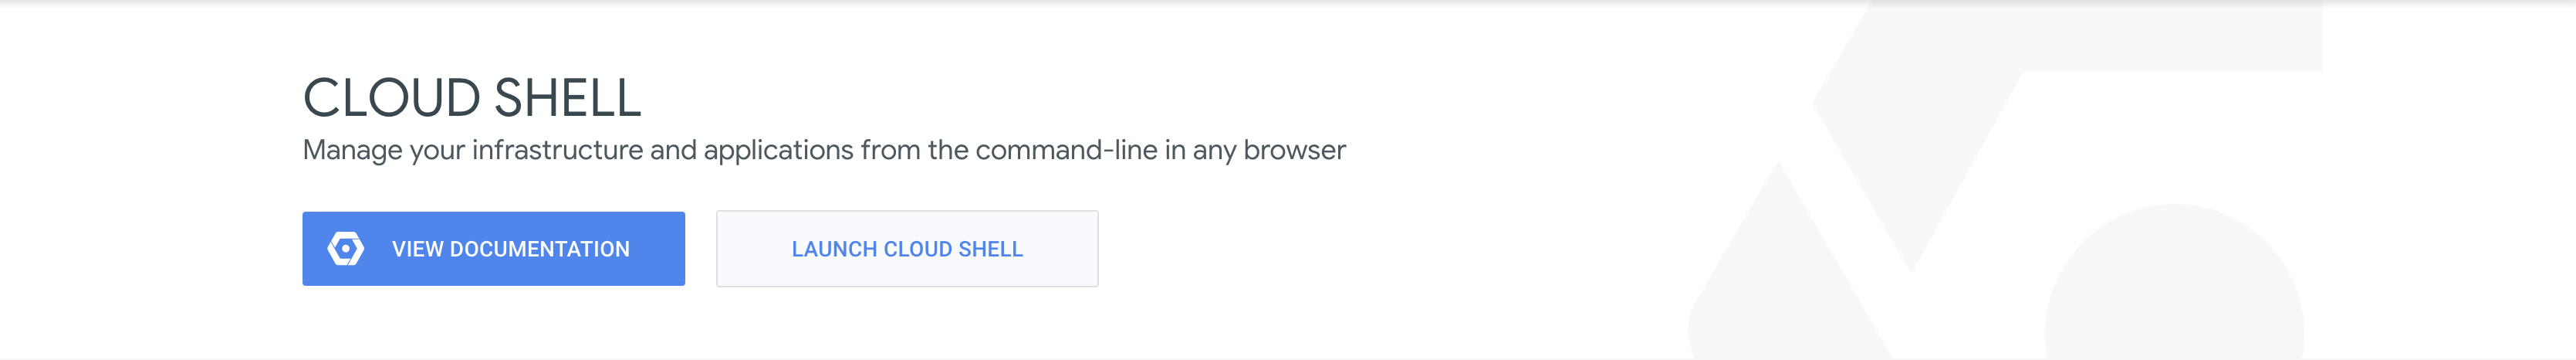 CLOUD SHELL
Manage your infrastructure and applications from the command-line in any browser
VIEW DOCUMENTATION
LAUNCH CLOUD SHELL